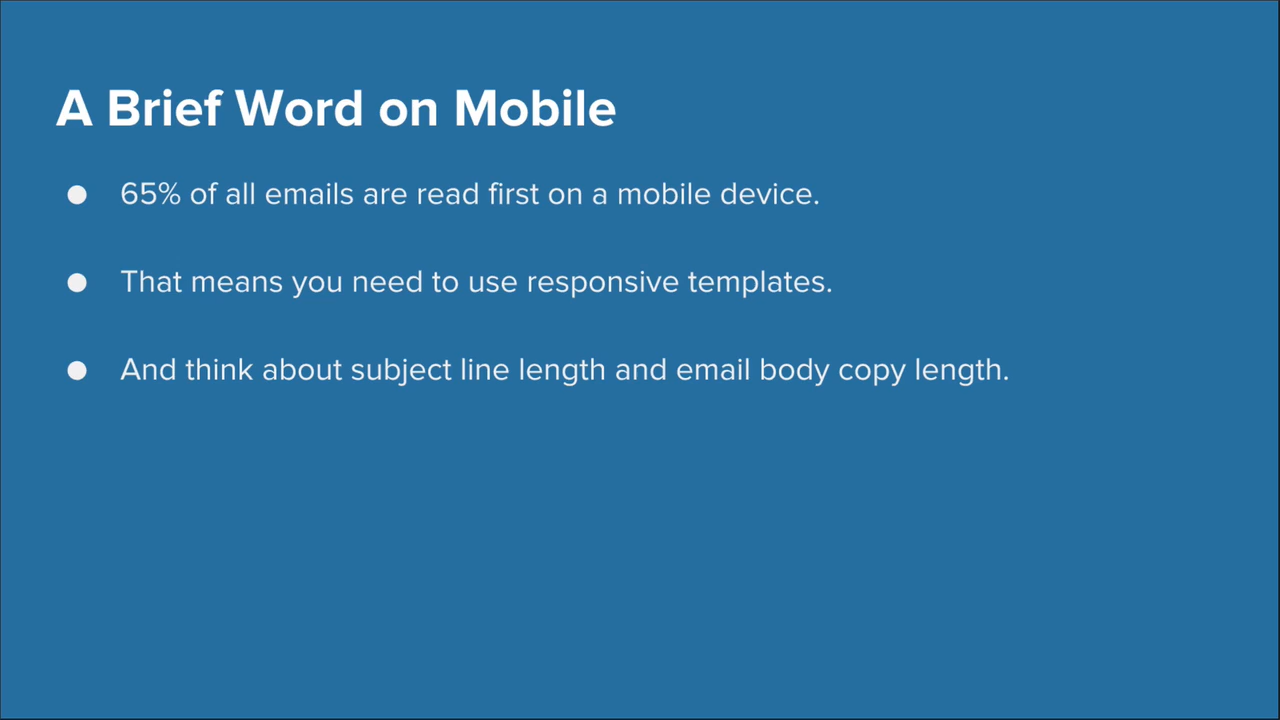 A Brief Word on Mobile
● 65% of all emails are read first on a mobile device.
● That means you need to use responsive templates.
● And think about subject line length and email body copy length.